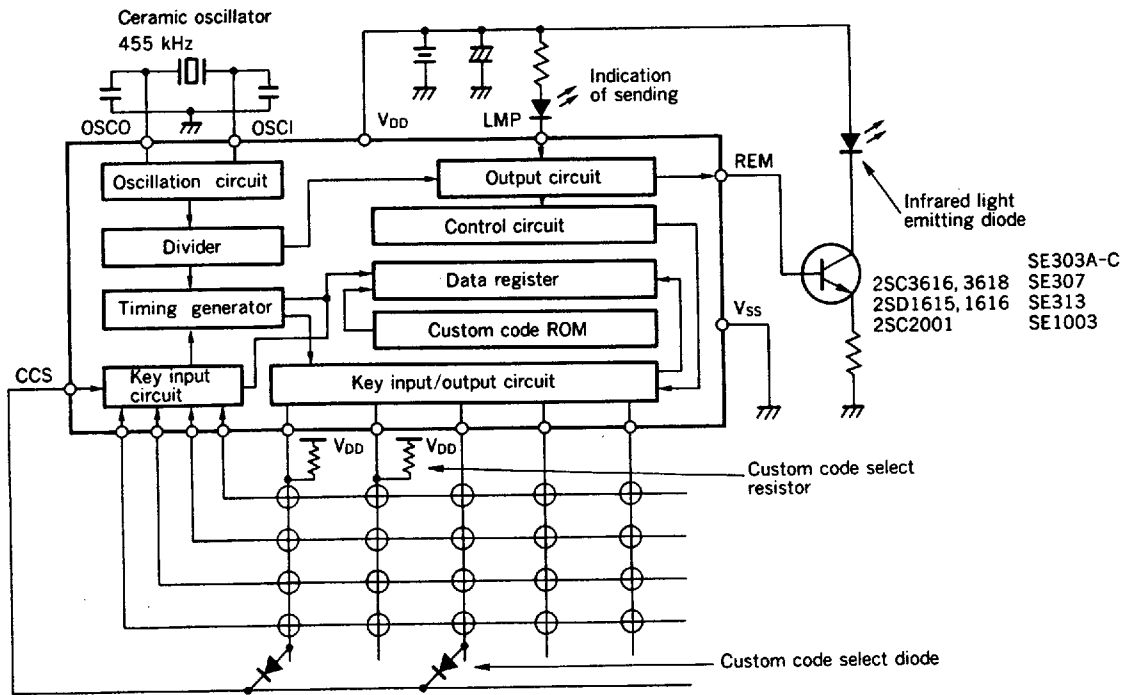 Ceramic oscillator
455 kHz
Indication
of sending
OSCO
OSCI
VDD
LMP
REM
Oscillation circuit
Output circuit
Infrared light
emitting diode
Control circuit
Divider
Data register
SE303A-C
2SC3616, 3618 SE307
2SD1615, 1616 SE313
2SC2001 SE1003
Timing generator
VSS
Custom code ROM
CCS
Key input
circuit
Key input/output circuit
VDD
VDD
Custom code select
resistor
Custom code select diode